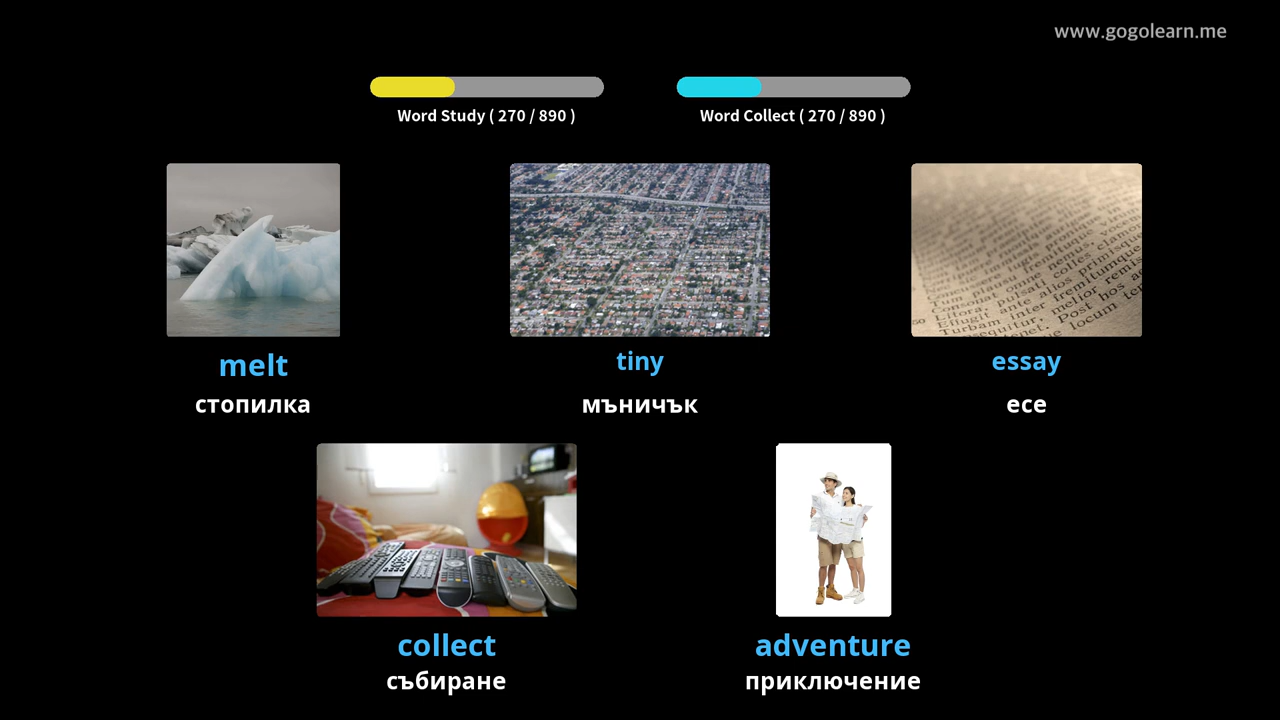 www.gogolearn.me
Word Study ( 270 / 890 )
Word Collect ( 270 / 890 )
melt
стопилка
tiny
мъничък
essay
есе
collect
събиране
adventure
приключение